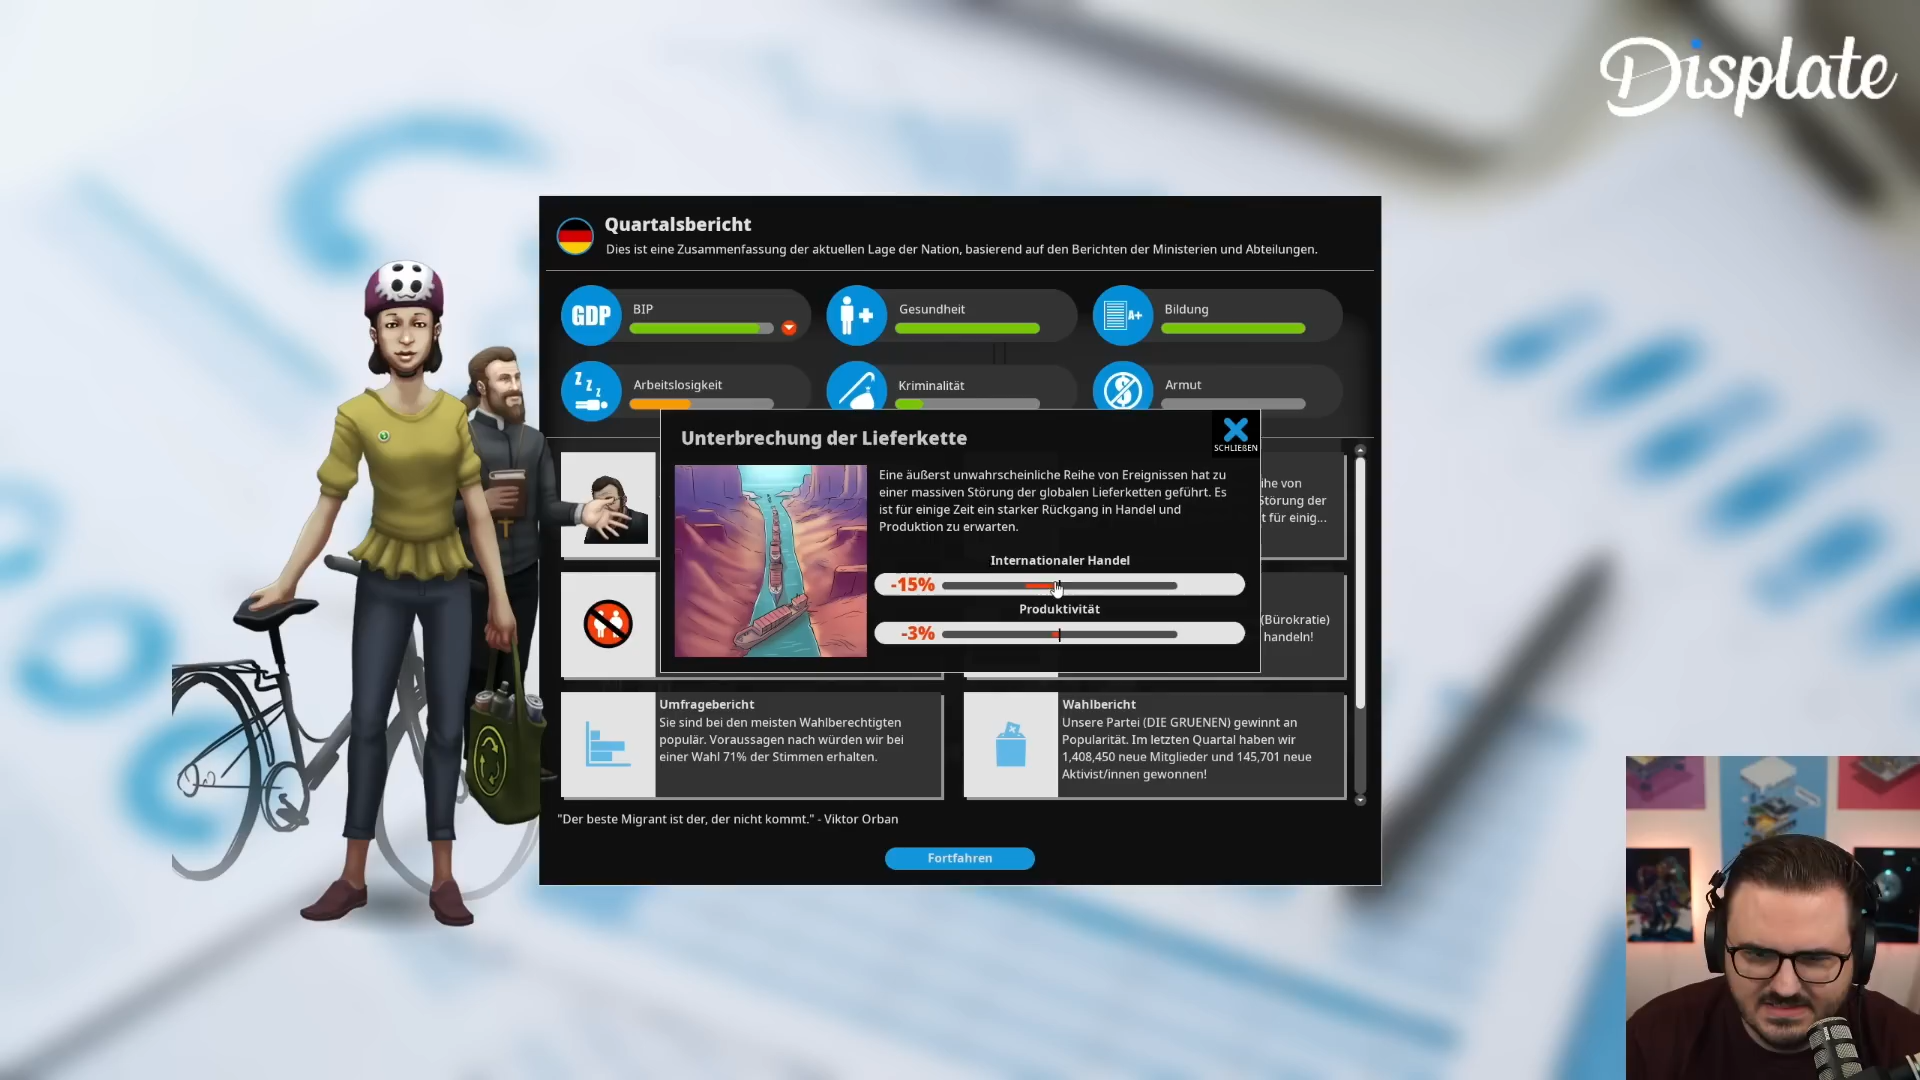 Displate
Quartalsbericht
Dies ist eine Zusammenfassung der aktuellen Lage der Nation, basierend auf den Berichten der Ministerien und Abteilungen.
GDP
BIP
Gesundheit
A+
Bildung
Z Z Z
Arbeitslosigkeit
Kriminalität
Armut
Unterbrechung der Lieferkette
SCHLIEßEN
Eine äußerst unwahrscheinliche Reihe von Ereignissen hat zu
einer massiven Störung der globalen Lieferketten geführt. Es
ist für einige Zeit ein starker Rückgang in Handel und
Produktion zu erwarten.
Internationaler Handel
-15%
Produktivität
-3%
ihe von
törung der
t für einig...
(Bürokratie)
handeln!
Umfragebericht
Sie sind bei den meisten Wahlberechtigten
populär. Voraussagen nach würden wir bei
einer Wahl 71% der Stimmen erhalten.
Wahlbericht
Unsere Partei (DIE GRUENEN) gewinnt an
Popularität. Im letzten Quartal haben wir
1,408,450 neue Mitglieder und 145,701 neue
Aktivist/innen gewonnen!
"Der beste Migrant ist der, der nicht kommt." - Viktor Orban
Fortfahren